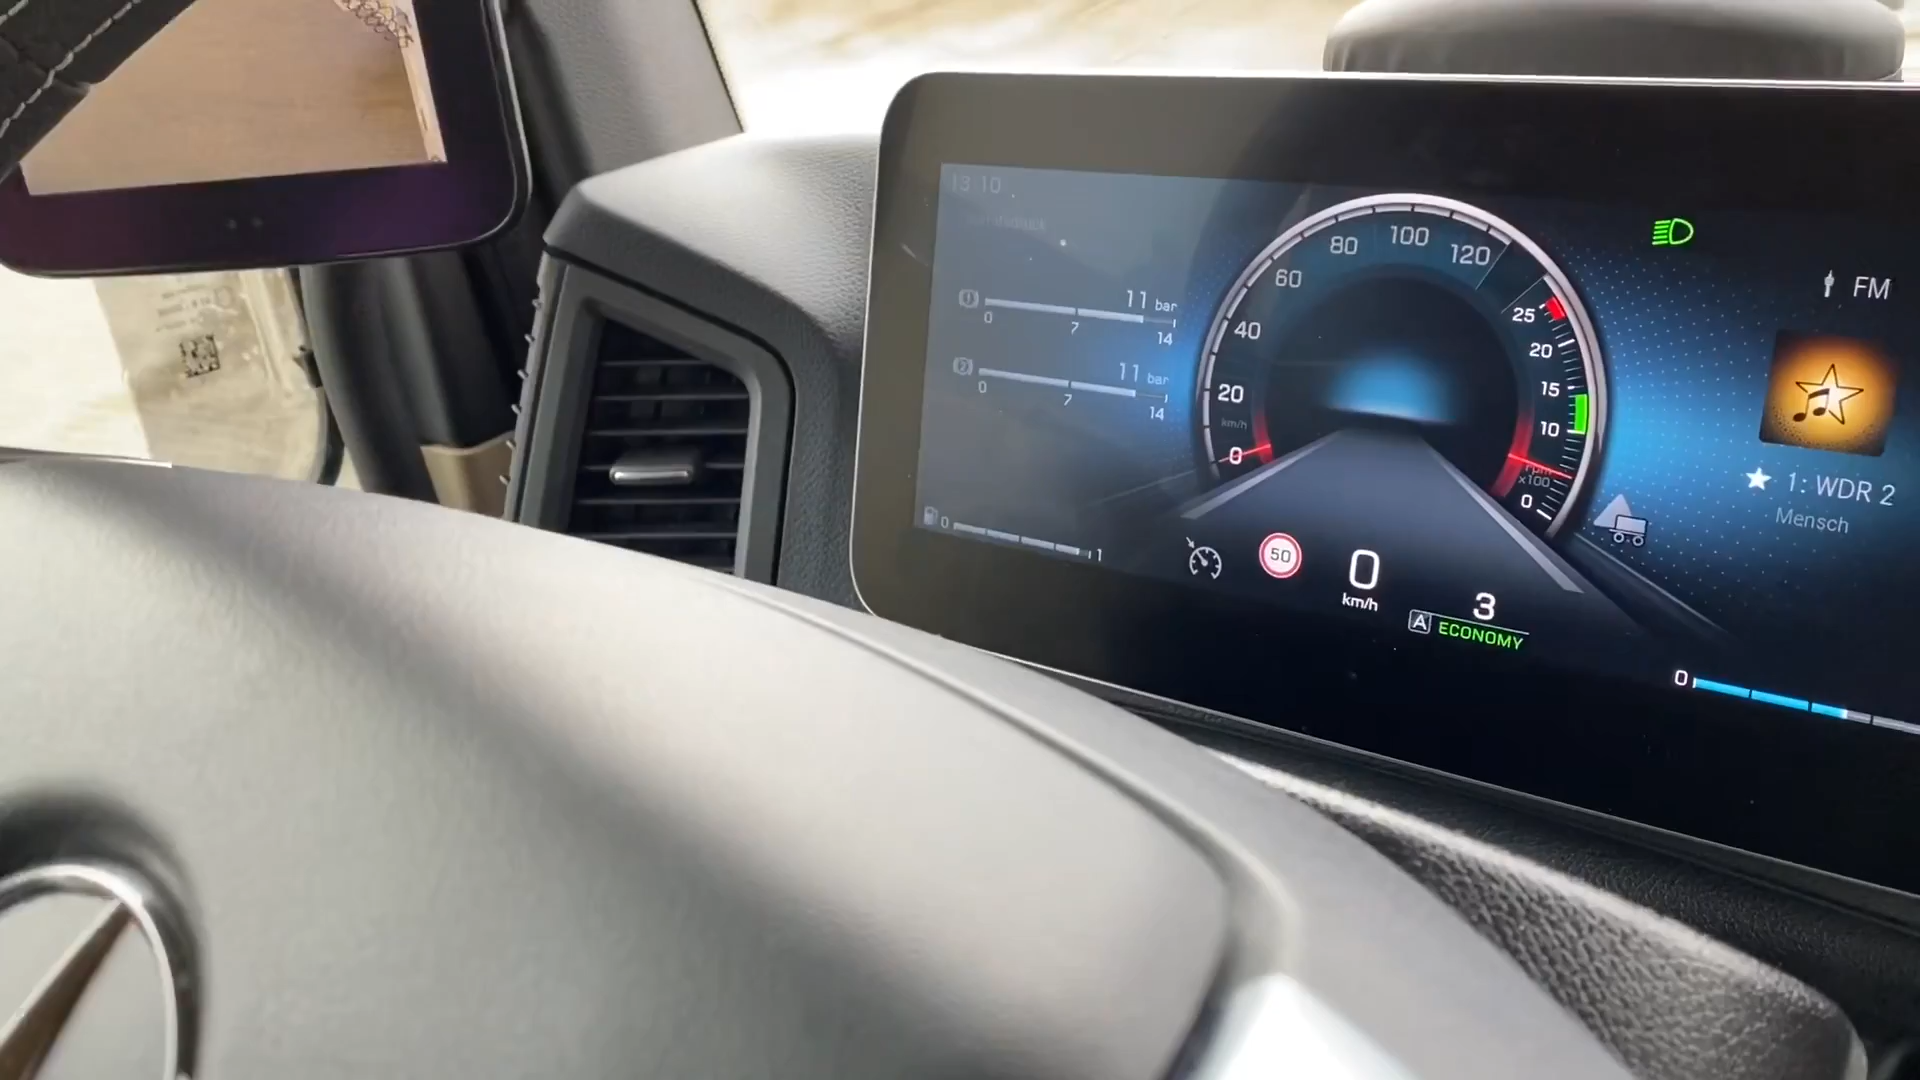 13:10
11 bar
0 7 14
11 bar
0 7 14
0 1
0 20 40 60 80 100 120
km/h
25
20
15
10
rpm
x100
0
50
0
km/h
3
A ECONOMY
FM
1: WDR 2
Mensch
0